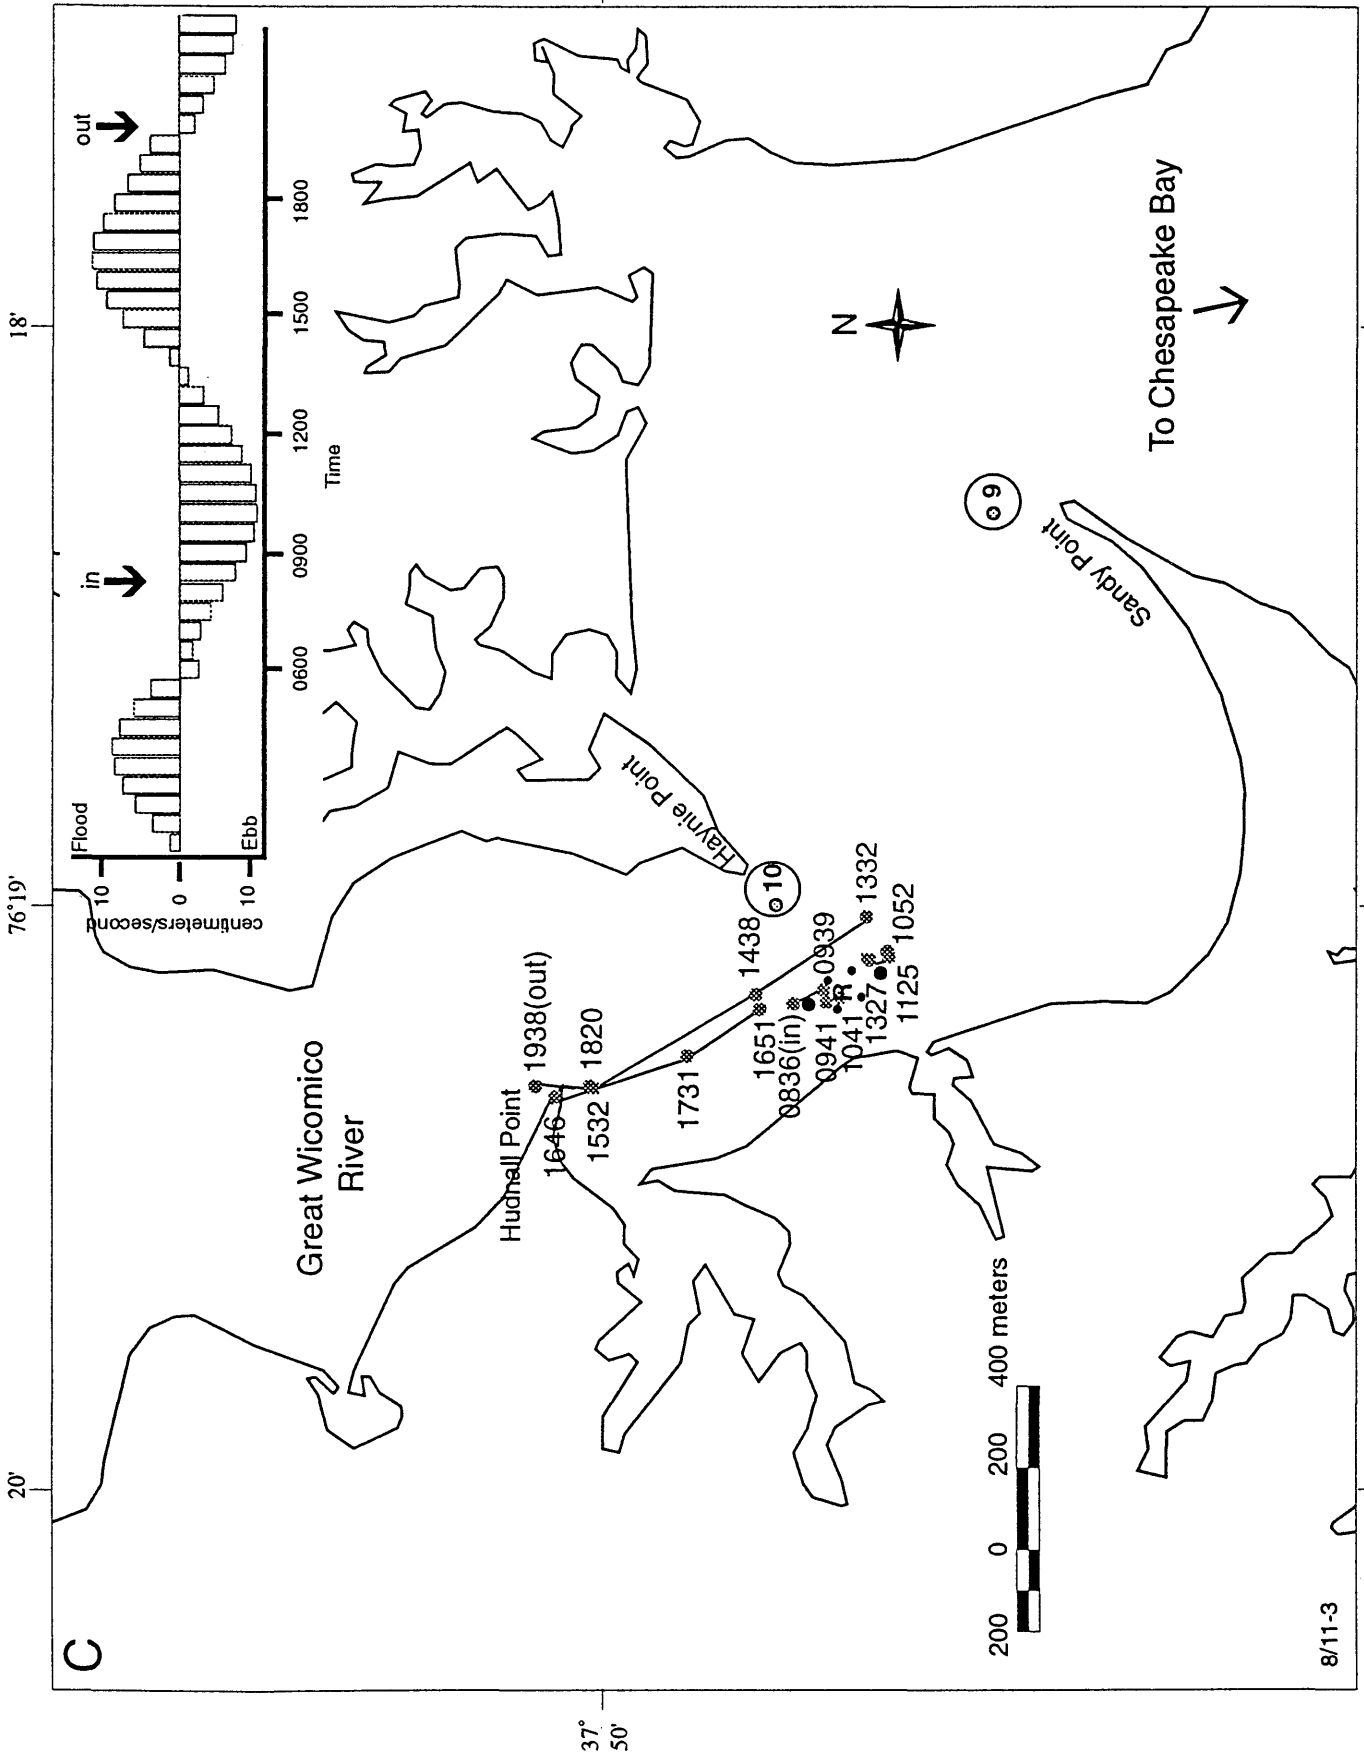 C
20'
76°19'
18'
37°
50'
Flood
Ebb
10
0
10
centimeters/second
in
out
0600
0900
1200
1500
1800
Time
Great Wicomico
River
Hudnall Point
1938(out)
1646
1820
1532
1731
1438
1651
0836(in)
0939
0941
R
1041
1327
1125
1052
1332
Haynie Point
10
9
Sandy Point
N
To Chesapeake Bay
200 0 200 400 meters
8/11-3